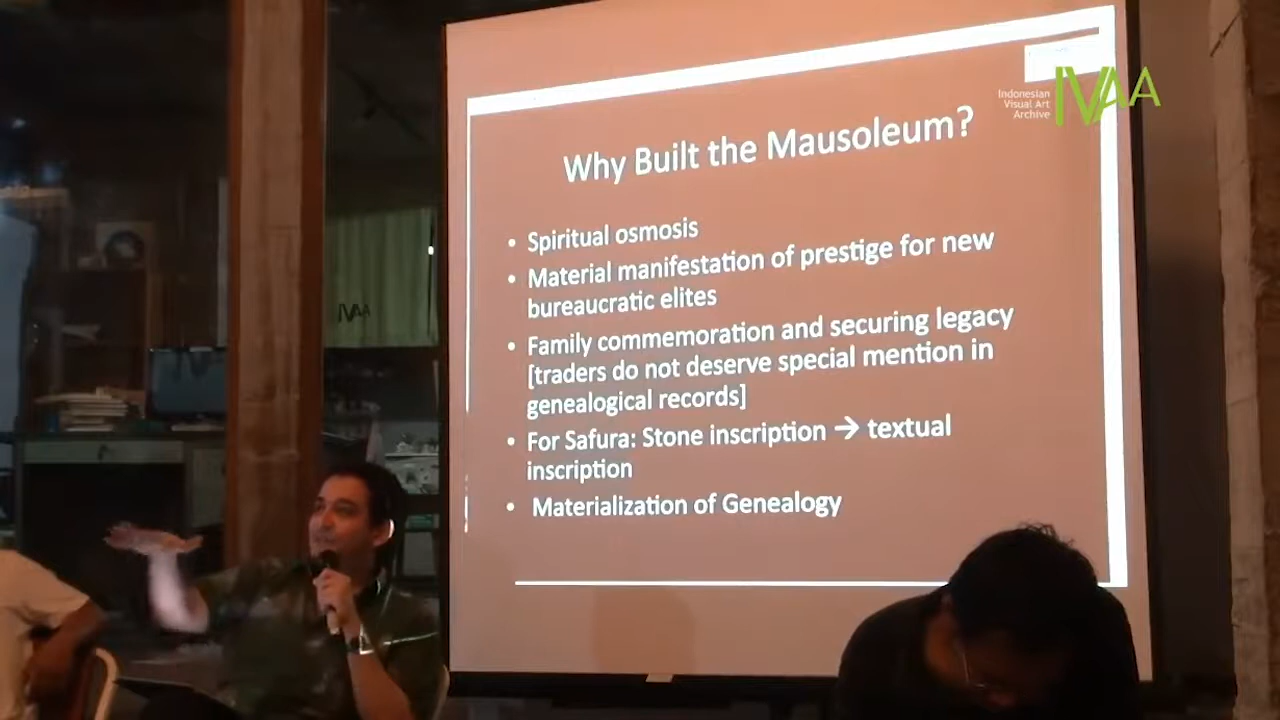 Indonesian
Visual Art
Archive
IVAA
Why Built the Mausoleum?
• Spiritual osmosis
• Material manifestation of prestige for new
bureaucratic elites
• Family commemoration and securing legacy
[traders do not deserve special mention in
genealogical records]
• For Safura: Stone inscription → textual
inscription
• Materialization of Genealogy
IVAA